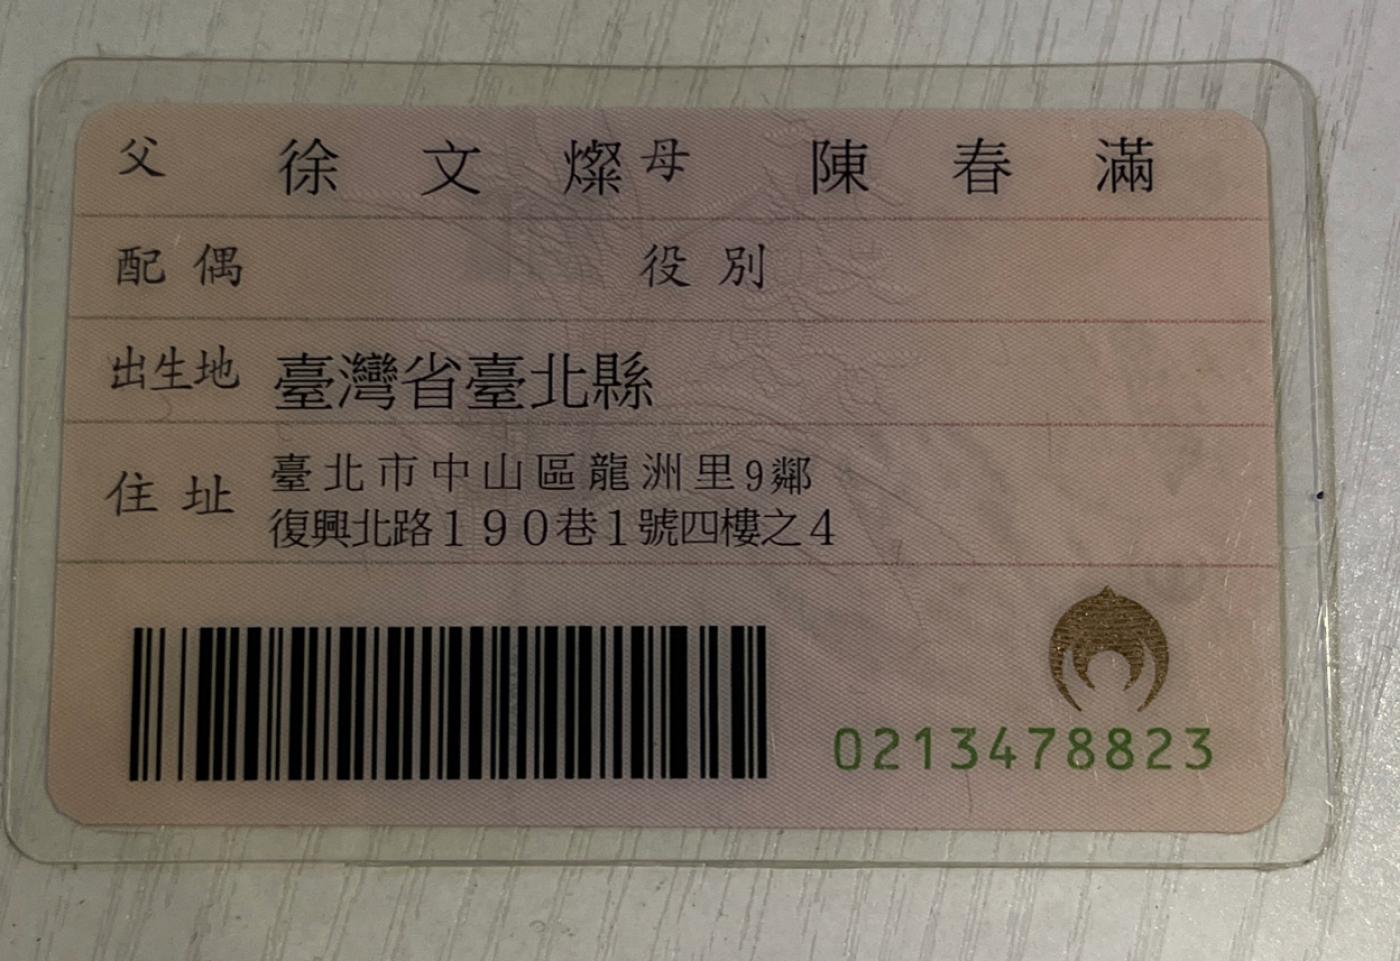 父 徐文燦 母 陳春滿
配偶 役別
出生地 臺灣省臺北縣
住址 臺北市中山區龍洲里9鄰
復興北路190巷1號四樓之4
0213478823